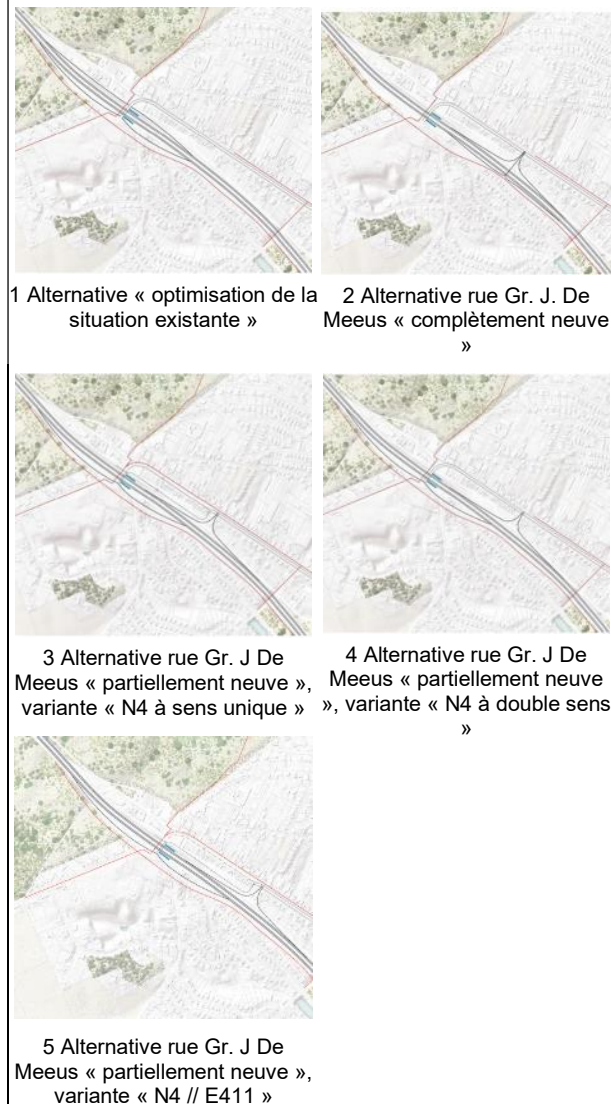 1 Alternative « optimisation de la
situation existante »
2 Alternative rue Gr. J. De
Meeus « complètement neuve
»
3 Alternative rue Gr. J De
Meeus « partiellement neuve »,
variante « N4 à sens unique »
4 Alternative rue Gr. J De
Meeus « partiellement neuve
», variante « N4 à double sens
»
5 Alternative rue Gr. J De
Meeus « partiellement neuve »,
variante « N4 // E411 »